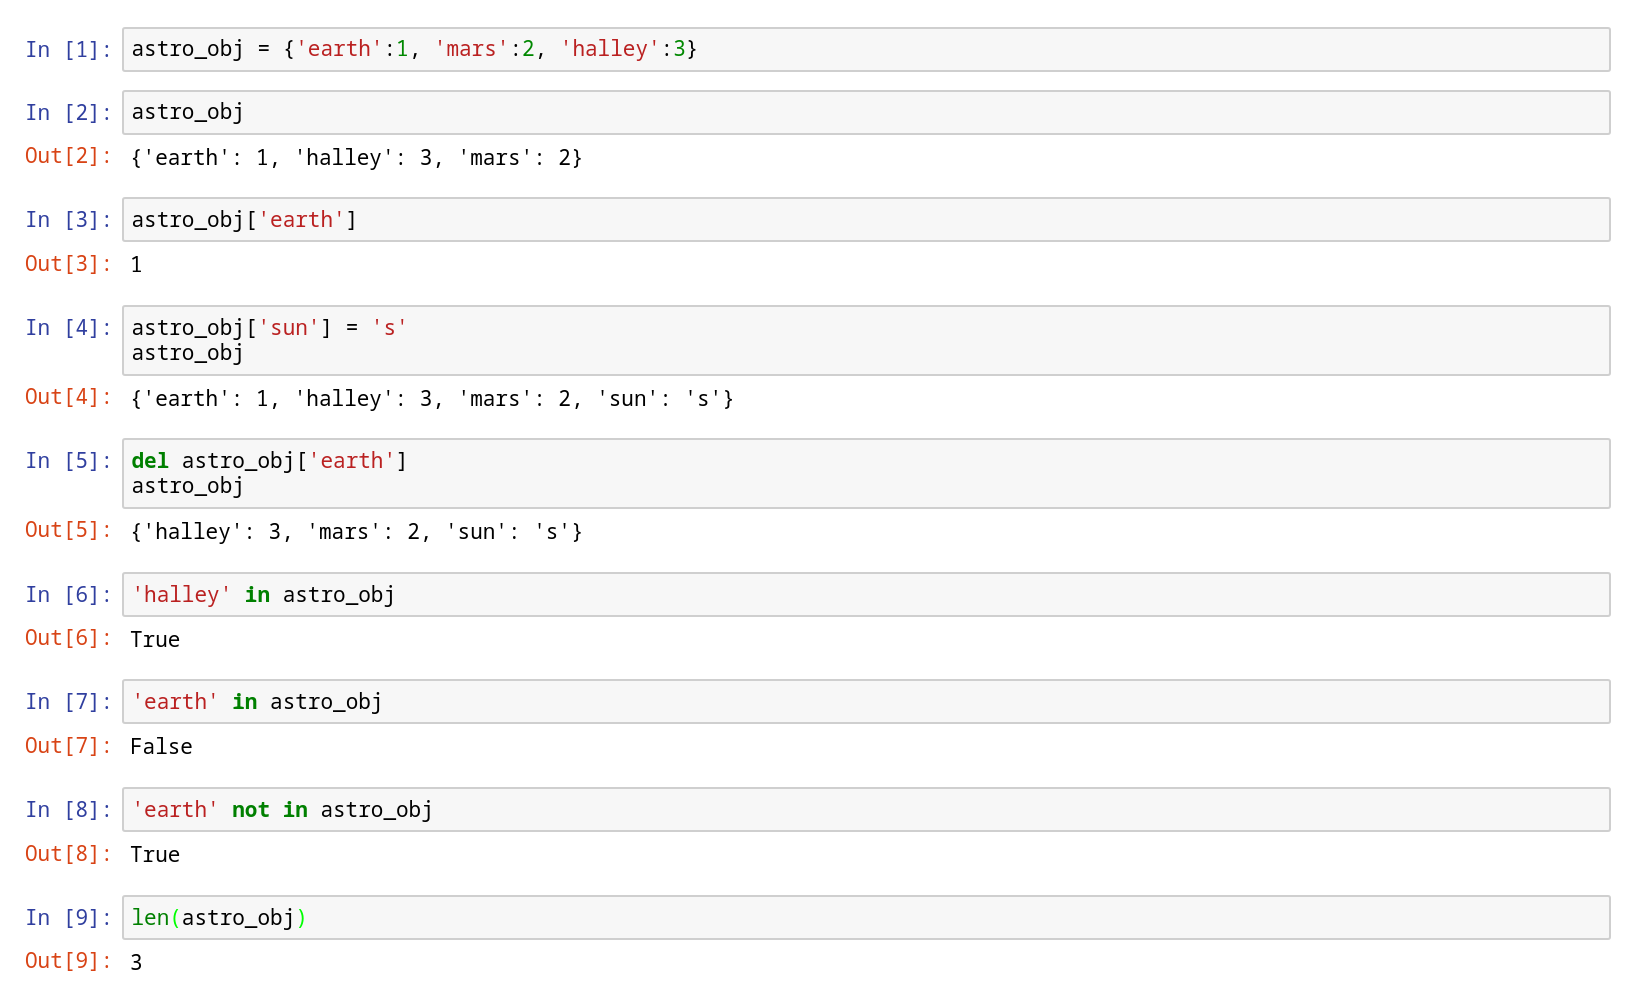 In [1]: astro_obj = {'earth':1, 'mars':2, 'halley':3}
In [2]: astro_obj
Out[2]: {'earth': 1, 'halley': 3, 'mars': 2}
In [3]: astro_obj['earth']
Out[3]: 1
In [4]: astro_obj['sun'] = 's'
astro_obj
Out[4]: {'earth': 1, 'halley': 3, 'mars': 2, 'sun': 's'}
In [5]: del astro_obj['earth']
astro_obj
Out[5]: {'halley': 3, 'mars': 2, 'sun': 's'}
In [6]: 'halley' in astro_obj
Out[6]: True
In [7]: 'earth' in astro_obj
Out[7]: False
In [8]: 'earth' not in astro_obj
Out[8]: True
In [9]: len(astro_obj)
Out[9]: 3